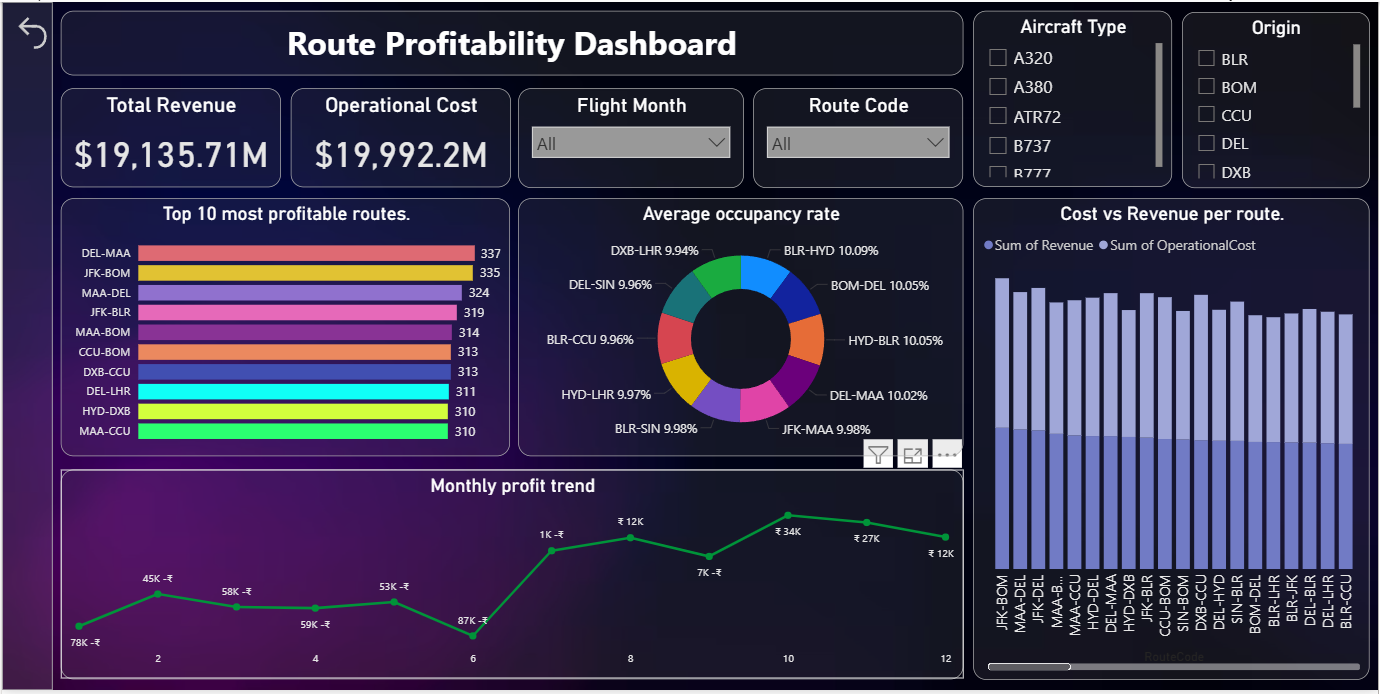 Route Profitability Dashboard
Total Revenue
$19,135.71M
Operational Cost
$19,992.2M
Flight Month
All
Route Code
All
Aircraft Type
A320
A380
ATR72
B737
B777
Origin
BLR
BOM
CCU
DEL
DXB
Top 10 most profitable routes.
DEL-MAA 337
JFK-BOM 335
MAA-DEL 324
JFK-BLR 319
MAA-BOM 314
CCU-BOM 313
DXB-CCU 313
DEL-LHR 311
HYD-DXB 310
MAA-CCU 310
Average occupancy rate
DXB-LHR 9.94%
BLR-HYD 10.09%
DEL-SIN 9.96%
BOM-DEL 10.05%
BLR-CCU 9.96%
HYD-BLR 10.05%
HYD-LHR 9.97%
DEL-MAA 10.02%
BLR-SIN 9.98%
JFK-MAA 9.98%
Cost vs Revenue per route.
Sum of Revenue
Sum of OperationalCost
JFK-BOM
MAA-DEL
JFK-DEL
MAA-B...
MAA-CCU
HYD-DEL
DEL-MAA
HYD-DXB
JFK-BLR
CCU-BOM
SIN-BOM
DXB-CCU
DEL-HYD
SIN-BLR
BOM-DEL
BLR-LHR
BLR-JFK
DEL-BLR
DEL-LHR
BLR-CCU
RouteCode
Monthly profit trend
78K -₹
45K -₹
58K -₹
59K -₹
53K -₹
87K -₹
1K -₹
₹ 12K
7K -₹
₹ 34K
₹ 27K
₹ 12K
2 4 6 8 10 12